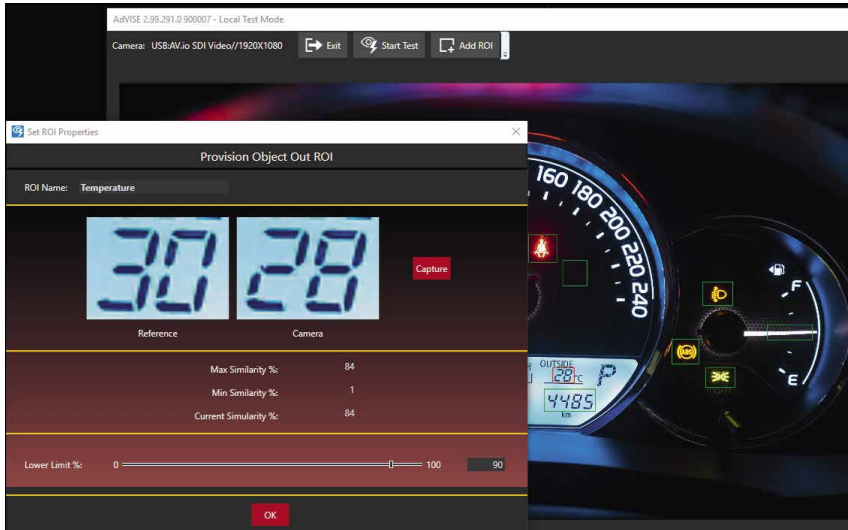 AdVISE 2.99.291.0 900007 - Local Test Mode
Camera: USB:AV.io SDI Video//1920X1080 Exit Start Test Add ROI
Set ROI Properties
Provision Object Out ROI
ROI Name: Temperature
30 28
Capture
Reference Camera
Max Similarity %: 84
Min Similarity %: 1
Current Simularity %: 84
Lower Limit %: 0 100 90
OK
160
180
200
220
240
F
ABS
E
OUTSIDE
28°C P
4485
km